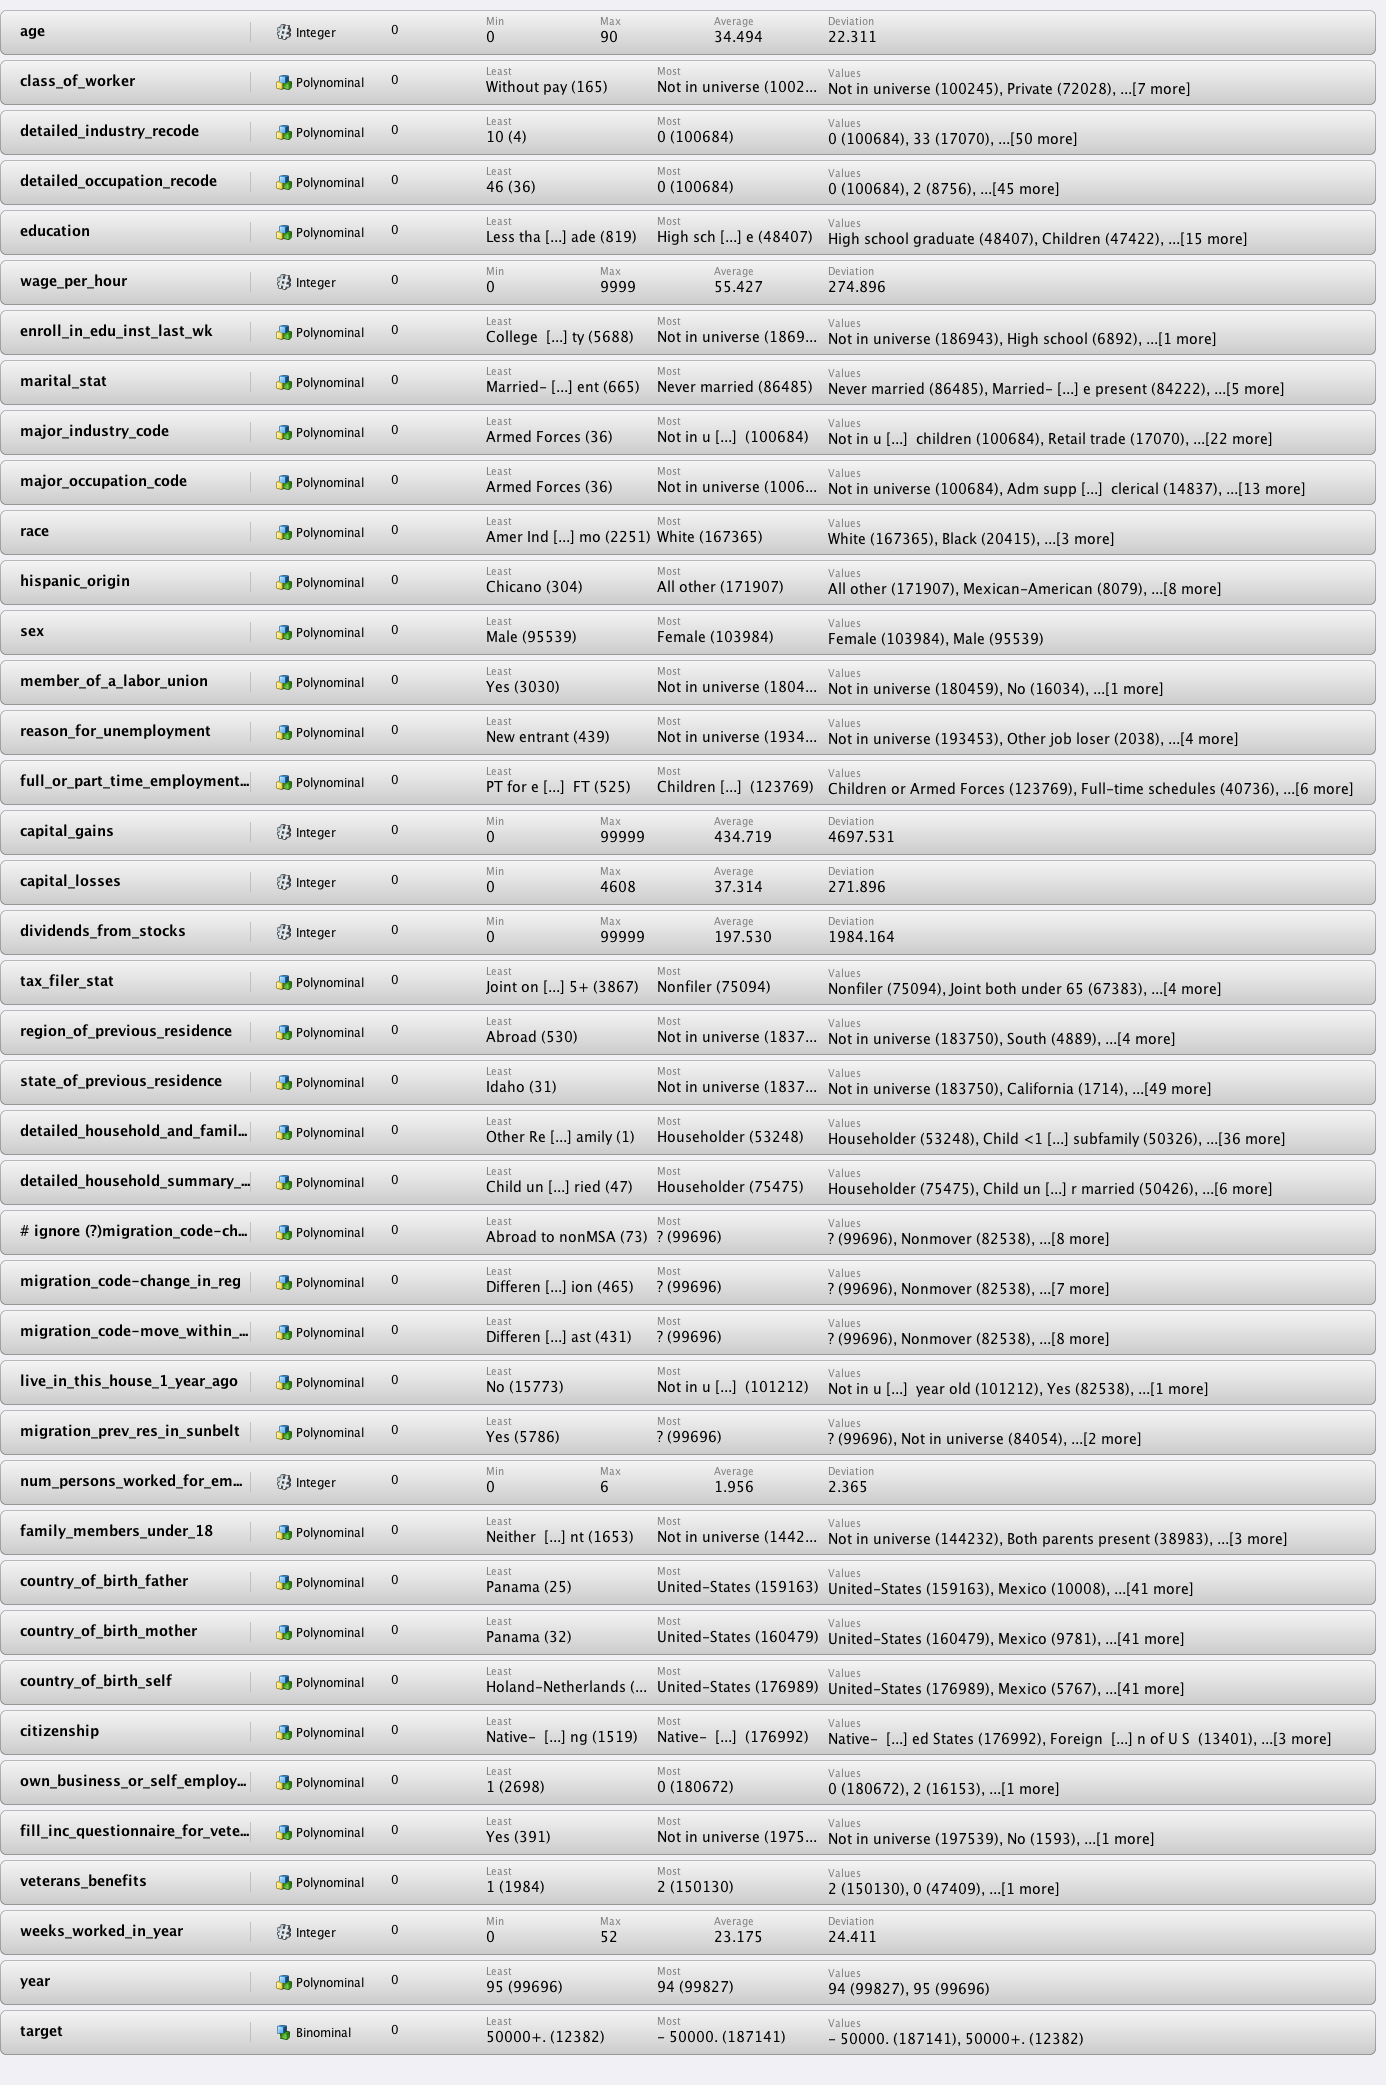 age Integer 0 Min 0 Max 90 Average 34.494 Deviation 22.311
class_of_worker Polynominal 0 Least Without pay (165) Most Not in universe (1002... Values Not in universe (100245), Private (72028), ...[7 more]
detailed_industry_recode Polynominal 0 Least 10 (4) Most 0 (100684) Values 0 (100684), 33 (17070), ...[50 more]
detailed_occupation_recode Polynominal 0 Least 46 (36) Most 0 (100684) Values 0 (100684), 2 (8756), ...[45 more]
education Polynominal 0 Least Less tha [...] ade (819) Most High sch [...] e (48407) Values High school graduate (48407), Children (47422), ...[15 more]
wage_per_hour Integer 0 Min 0 Max 9999 Average 55.427 Deviation 274.896
enroll_in_edu_inst_last_wk Polynominal 0 Least College [...] ty (5688) Most Not in universe (1869... Values Not in universe (186943), High school (6892), ...[1 more]
marital_stat Polynominal 0 Least Married- [...] ent (665) Most Never married (86485) Values Never married (86485), Married- [...] e present (84222), ...[5 more]
major_industry_code Polynominal 0 Least Armed Forces (36) Most Not in u [...] (100684) Values Not in u [...] children (100684), Retail trade (17070), ...[22 more]
major_occupation_code Polynominal 0 Least Armed Forces (36) Most Not in universe (1006... Values Not in universe (100684), Adm supp [...] clerical (14837), ...[13 more]
race Polynominal 0 Least Amer Ind [...] mo (2251) Most White (167365) Values White (167365), Black (20415), ...[3 more]
hispanic_origin Polynominal 0 Least Chicano (304) Most All other (171907) Values All other (171907), Mexican-American (8079), ...[8 more]
sex Polynominal 0 Least Male (95539) Most Female (103984) Values Female (103984), Male (95539)
member_of_a_labor_union Polynominal 0 Least Yes (3030) Most Not in universe (1804... Values Not in universe (180459), No (16034), ...[1 more]
reason_for_unemployment Polynominal 0 Least New entrant (439) Most Not in universe (1934... Values Not in universe (193453), Other job loser (2038), ...[4 more]
full_or_part_time_employment... Polynominal 0 Least PT for e [...] FT (525) Most Children [...] (123769) Values Children or Armed Forces (123769), Full-time schedules (40736), ...[6 more]
capital_gains Integer 0 Min 0 Max 99999 Average 434.719 Deviation 4697.531
capital_losses Integer 0 Min 0 Max 4608 Average 37.314 Deviation 271.896
dividends_from_stocks Integer 0 Min 0 Max 99999 Average 197.530 Deviation 1984.164
tax_filer_stat Polynominal 0 Least Joint on [...] 5+ (3867) Most Nonfiler (75094) Values Nonfiler (75094), Joint both under 65 (67383), ...[4 more]
region_of_previous_residence Polynominal 0 Least Abroad (530) Most Not in universe (1837... Values Not in universe (183750), South (4889), ...[4 more]
state_of_previous_residence Polynominal 0 Least Idaho (31) Most Not in universe (1837... Values Not in universe (183750), California (1714), ...[49 more]
detailed_household_and_famil... Polynominal 0 Least Other Re [...] amily (1) Most Householder (53248) Values Householder (53248), Child <1 [...] subfamily (50326), ...[36 more]
detailed_household_summary_... Polynominal 0 Least Child un [...] ried (47) Most Householder (75475) Values Householder (75475), Child un [...] r married (50426), ...[6 more]
# ignore (?)migration_code-ch... Polynominal 0 Least Abroad to nonMSA (73) Most ? (99696) Values ? (99696), Nonmover (82538), ...[8 more]
migration_code-change_in_reg Polynominal 0 Least Differen [...] ion (465) Most ? (99696) Values ? (99696), Nonmover (82538), ...[7 more]
migration_code-move_within_... Polynominal 0 Least Differen [...] ast (431) Most ? (99696) Values ? (99696), Nonmover (82538), ...[8 more]
live_in_this_house_1_year_ago Polynominal 0 Least No (15773) Most Not in u [...] (101212) Values Not in u [...] year old (101212), Yes (82538), ...[1 more]
migration_prev_res_in_sunbelt Polynominal 0 Least Yes (5786) Most ? (99696) Values ? (99696), Not in universe (84054), ...[2 more]
num_persons_worked_for_em... Integer 0 Min 0 Max 6 Average 1.956 Deviation 2.365
family_members_under_18 Polynominal 0 Least Neither [...] nt (1653) Most Not in universe (1442... Values Not in universe (144232), Both parents present (38983), ...[3 more]
country_of_birth_father Polynominal 0 Least Panama (25) Most United-States (159163) Values United-States (159163), Mexico (10008), ...[41 more]
country_of_birth_mother Polynominal 0 Least Panama (32) Most United-States (160479) Values United-States (160479), Mexico (9781), ...[41 more]
country_of_birth_self Polynominal 0 Least Holand-Netherlands (... Most United-States (176989) Values United-States (176989), Mexico (5767), ...[41 more]
citizenship Polynominal 0 Least Native- [...] ng (1519) Most Native- [...] (176992) Values Native- [...] ed States (176992), Foreign [...] n of U S (13401), ...[3 more]
own_business_or_self_employ... Polynominal 0 Least 1 (2698) Most 0 (180672) Values 0 (180672), 2 (16153), ...[1 more]
fill_inc_questionnaire_for_vete... Polynominal 0 Least Yes (391) Most Not in universe (1975... Values Not in universe (197539), No (1593), ...[1 more]
veterans_benefits Polynominal 0 Least 1 (1984) Most 2 (150130) Values 2 (150130), 0 (47409), ...[1 more]
weeks_worked_in_year Integer 0 Min 0 Max 52 Average 23.175 Deviation 24.411
year Polynominal 0 Least 95 (99696) Most 94 (99827) Values 94 (99827), 95 (99696)
target Binominal 0 Least 50000+. (12382) Most - 50000. (187141) Values - 50000. (187141), 50000+. (12382)